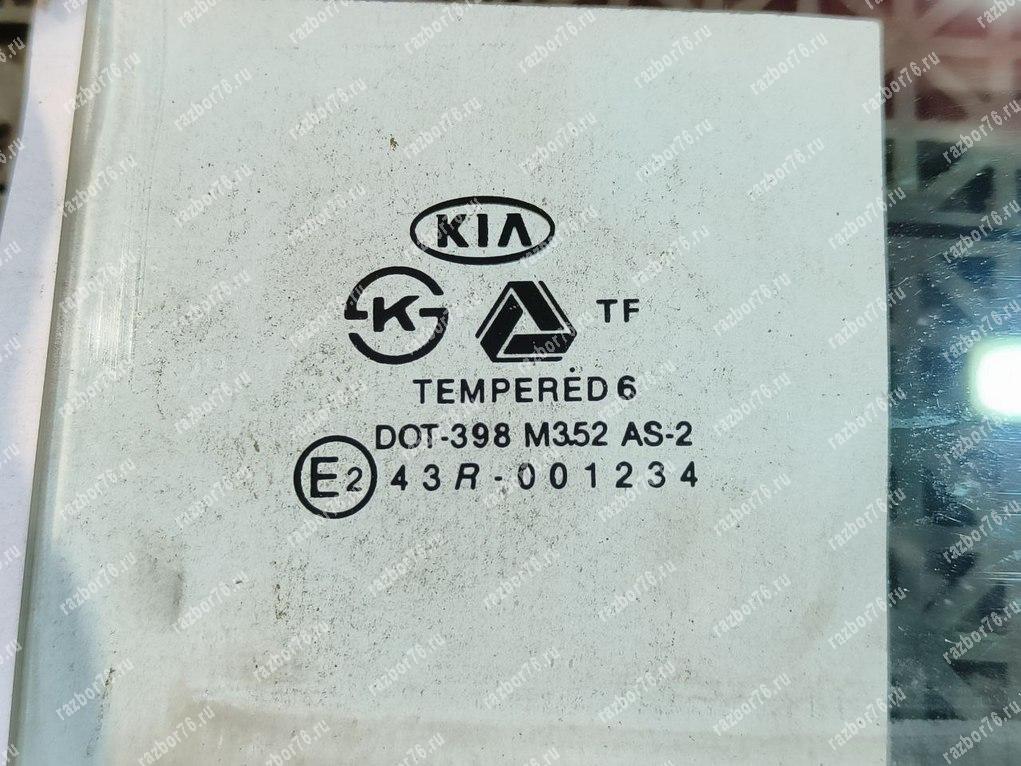 KIA
K
TF
TEMPERED 6
DOT-398 M352 AS-2
E2 43R-001234
razbor76.ru